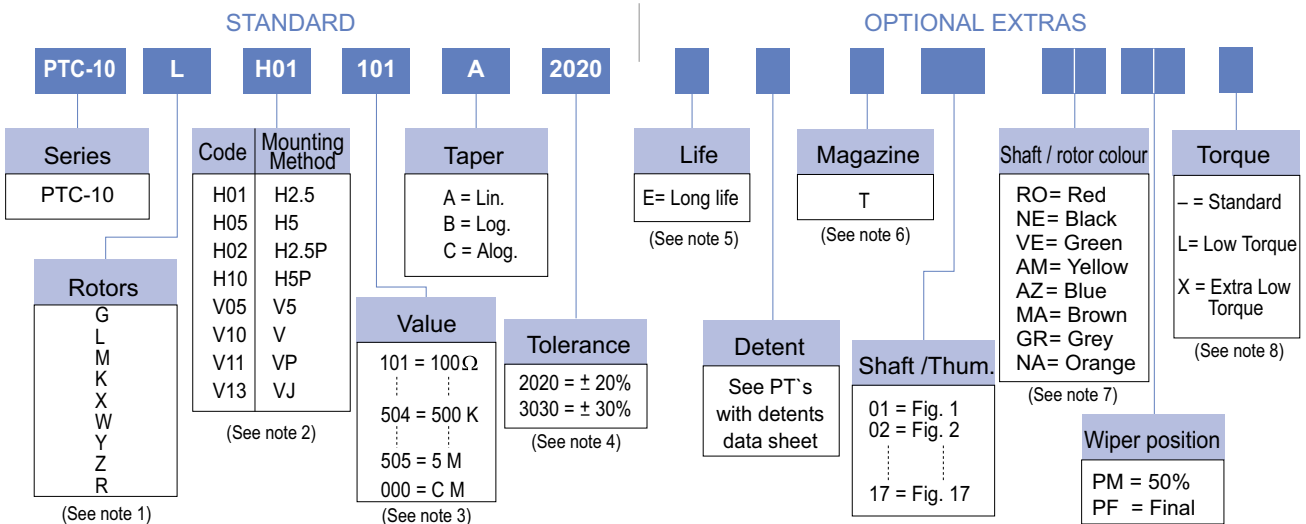 STANDARD
OPTIONAL EXTRAS
PTC-10 L H01 101 A 2020
Series
PTC-10
Rotors
G
L
M
K
X
W
Y
Z
R
(See note 1)
Code Mounting Method
H01 H2.5
H05 H5
H02 H2.5P
H10 H5P
V05 V5
V10 V
V11 VP
V13 VJ
(See note 2)
Taper
A = Lin.
B = Log.
C = Alog.
Value
101 = 100Ω
504 = 500 K
505 = 5 M
000 = C M
(See note 3)
Tolerance
2020 = ± 20%
3030 = ± 30%
(See note 4)
Life
E= Long life
(See note 5)
Detent
See PT`s
with detents
data sheet
Magazine
T
(See note 6)
Shaft /Thum.
01 = Fig. 1
02 = Fig. 2
17 = Fig. 17
Shaft / rotor colour
RO= Red
NE= Black
VE= Green
AM= Yellow
AZ= Blue
MA= Brown
GR= Grey
NA= Orange
(See note 7)
Wiper position
PM = 50%
PF = Final
Torque
– = Standard
L= Low Torque
X = Extra Low
Torque
(See note 8)